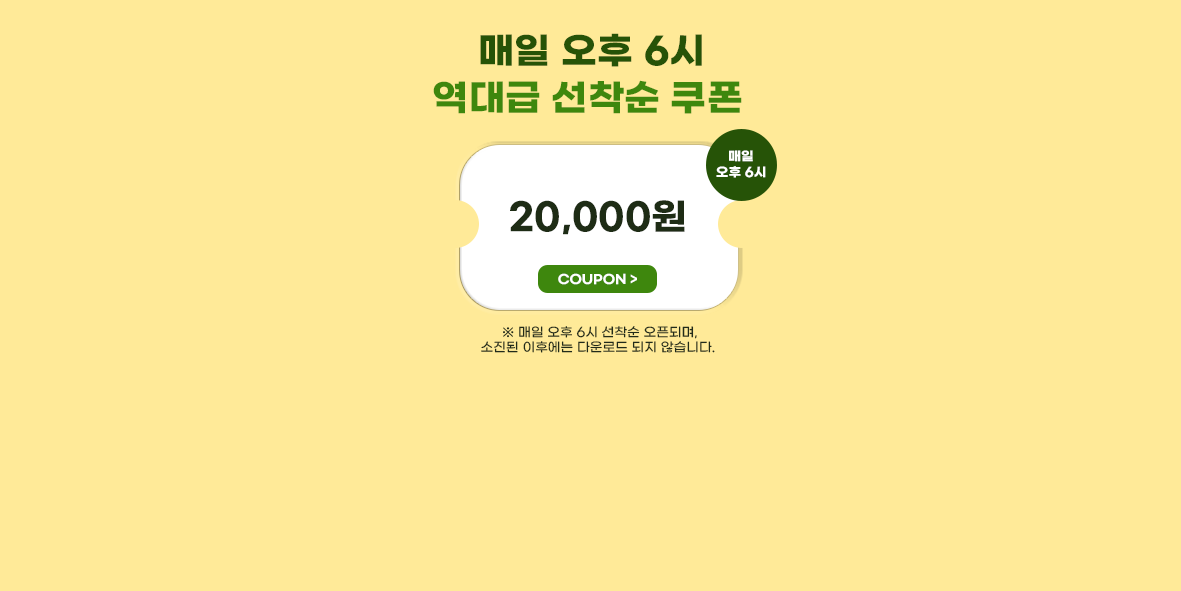 매일 오후 6시
역대급 선착순 쿠폰
매일
오후 6시
20,000원
COUPON >
※ 매일 오후 6시 선착순 오픈되며,
소진된 이후에는 다운로드 되지 않습니다.